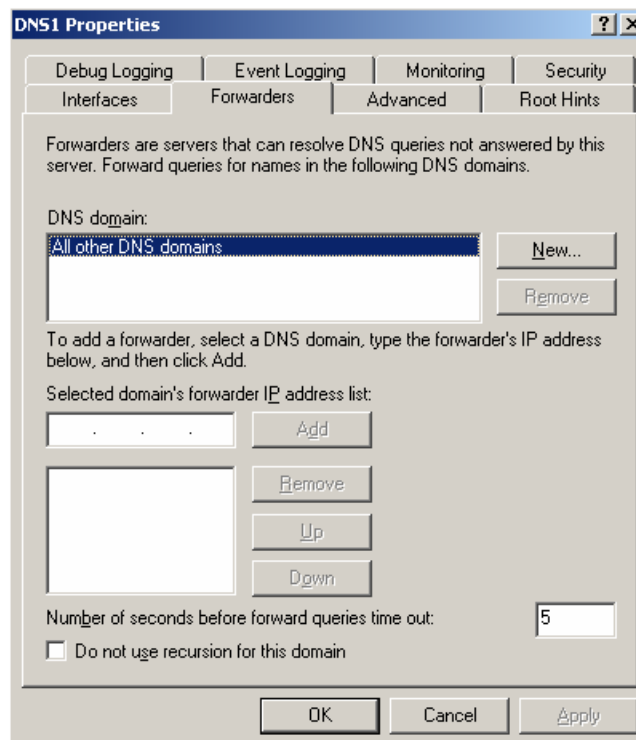 DNS1 Properties
Debug Logging Event Logging Monitoring Security
Interfaces Forwarders Advanced Root Hints
Forwarders are servers that can resolve DNS queries not answered by this
server. Forward queries for names in the following DNS domains.
DNS domain:
All other DNS domains
New...
Remove
To add a forwarder, select a DNS domain, type the forwarder's IP address
below, and then click Add.
Selected domain's forwarder IP address list:
. . . Add
Remove
Up
Down
Number of seconds before forward queries time out: 5
Do not use recursion for this domain
OK Cancel Apply